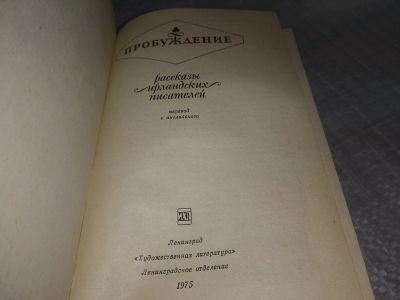 ПРОБУЖДЕНИЕ
рассказы
ирландских
писателей
перевод
с английского
Ленинград
«Художественная литература»
Ленинградское отделение
1975